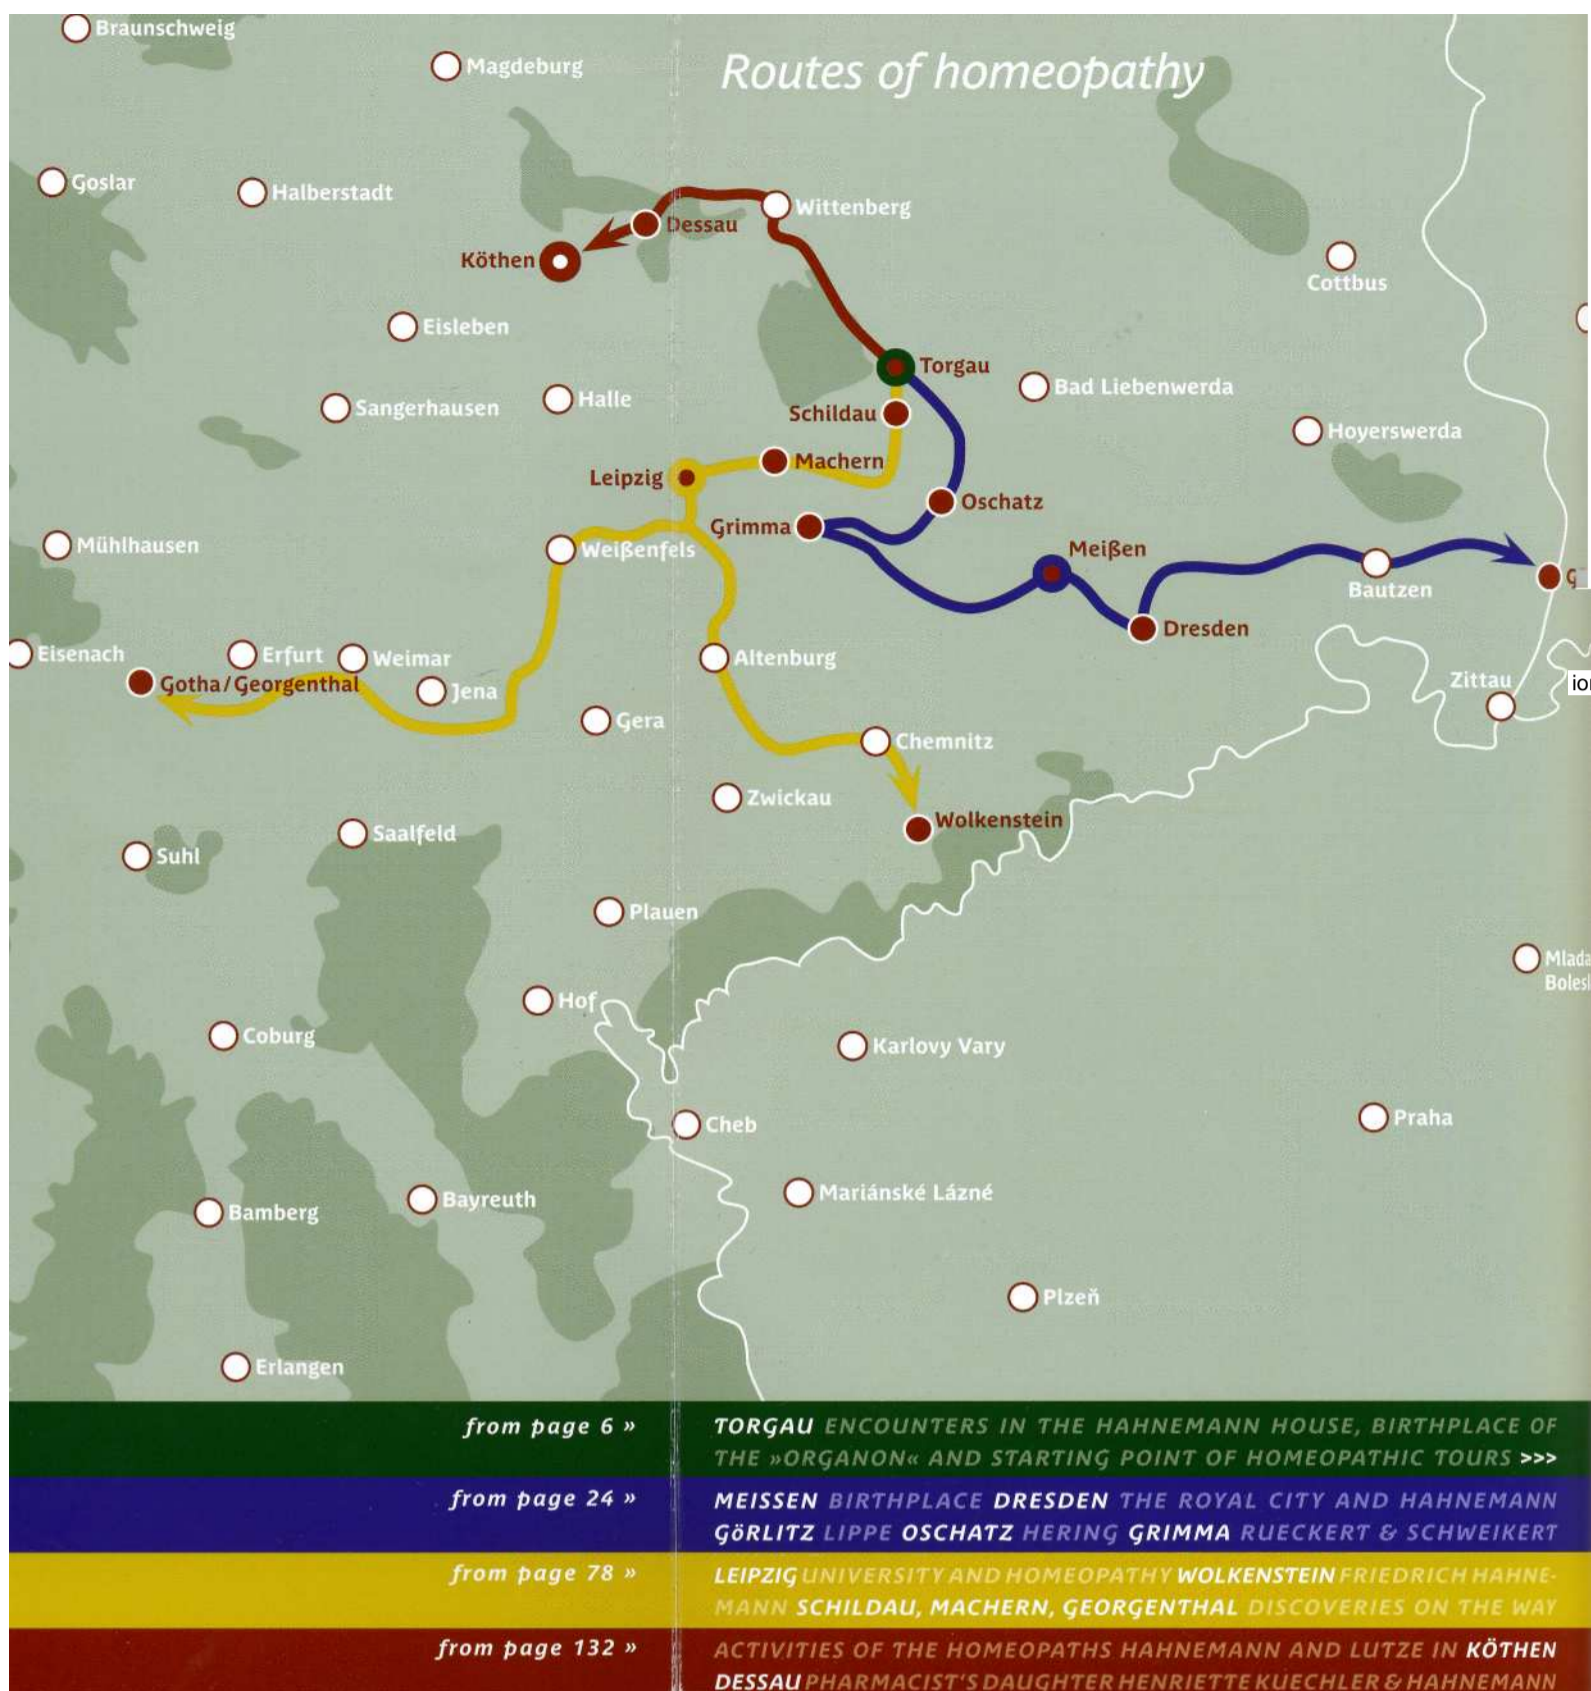 Braunschweig
Magdeburg
Routes of homeopathy
Goslar
Halberstadt
Wittenberg
Dessau
Köthen
Cottbus
Eisleben
Torgau
Bad Liebenwerda
Sangerhausen
Halle
Schildau
Hoyerswerda
Machern
Leipzig
Oschatz
Grimma
Mühlhausen
Weißenfels
Meißen
G
Bautzen
Dresden
Eisenach
Erfurt
Weimar
Altenburg
Gotha/Georgenthal
Jena
Zittau
ior
Gera
Chemnitz
Zwickau
Wolkenstein
Saalfeld
Suhl
Plauen
Mlada
Bolesl
Hof
Coburg
Karlovy Vary
Cheb
Praha
Mariánské Lázné
Bayreuth
Bamberg
Plzeň
Erlangen
from page 6 » TORGAU ENCOUNTERS IN THE HAHNEMANN HOUSE, BIRTHPLACE OF
THE »ORGANON« AND STARTING POINT OF HOMEOPATHIC TOURS >>>
from page 24 » MEISSEN BIRTHPLACE DRESDEN THE ROYAL CITY AND HAHNEMANN
GöRLITZ LIPPE OSCHATZ HERING GRIMMA RUECKERT & SCHWEIKERT
from page 78 » LEIPZIG UNIVERSITY AND HOMEOPATHY WOLKENSTEIN FRIEDRICH HAHNE-
MANN SCHILDAU, MACHERN, GEORGENTHAL DISCOVERIES ON THE WAY
from page 132 » ACTIVITIES OF THE HOMEOPATHS HAHNEMANN AND LUTZE IN KÖTHEN
DESSAU PHARMACIST'S DAUGHTER HENRIETTE KUECHLER & HAHNEMANN